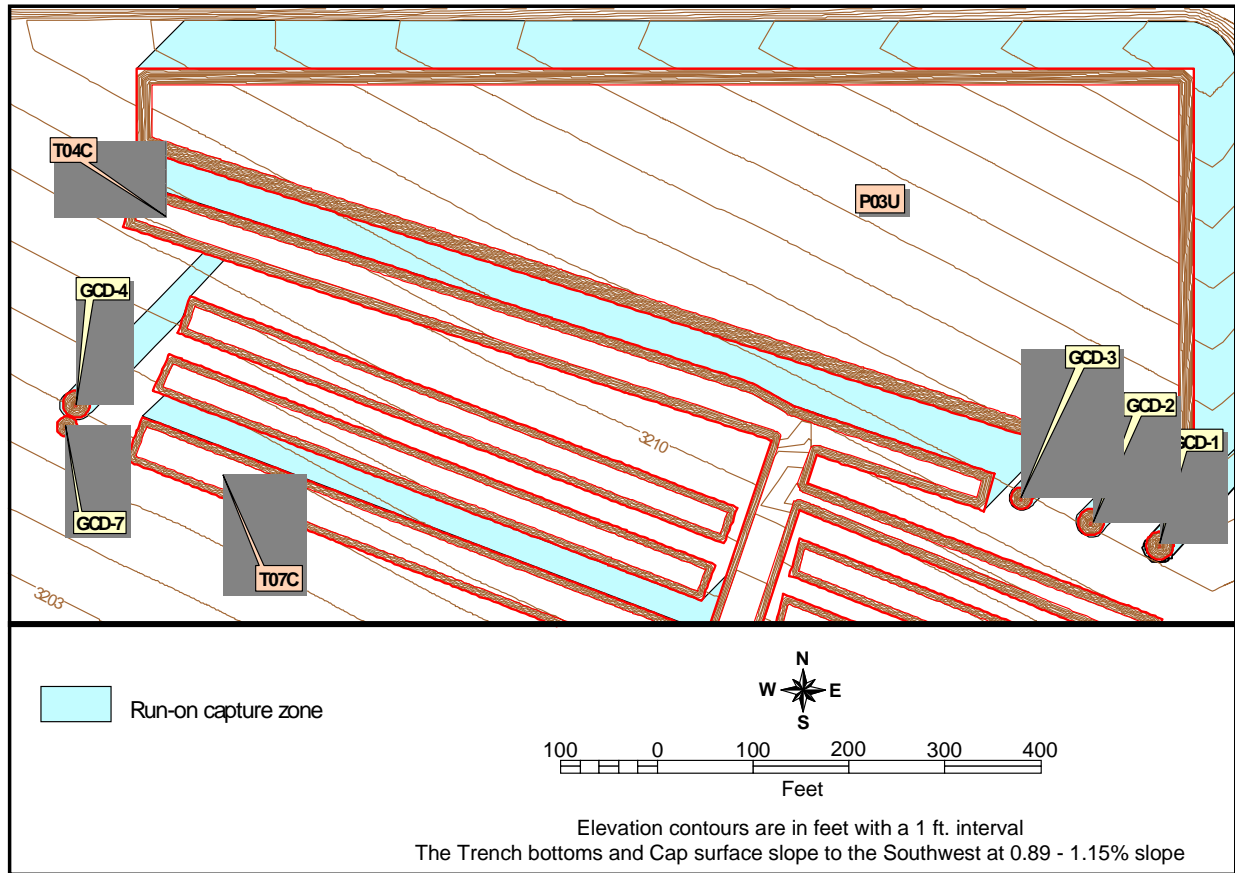 T04C
P03U
GCD-4
GCD-3
GCD-2
GCD-1
3210
GCD-7
T07C
3203
Run-on capture zone
N
W E
S
100 0 100 200 300 400
Feet
Elevation contours are in feet with a 1 ft. interval
The Trench bottoms and Cap surface slope to the Southwest at 0.89 - 1.15% slope